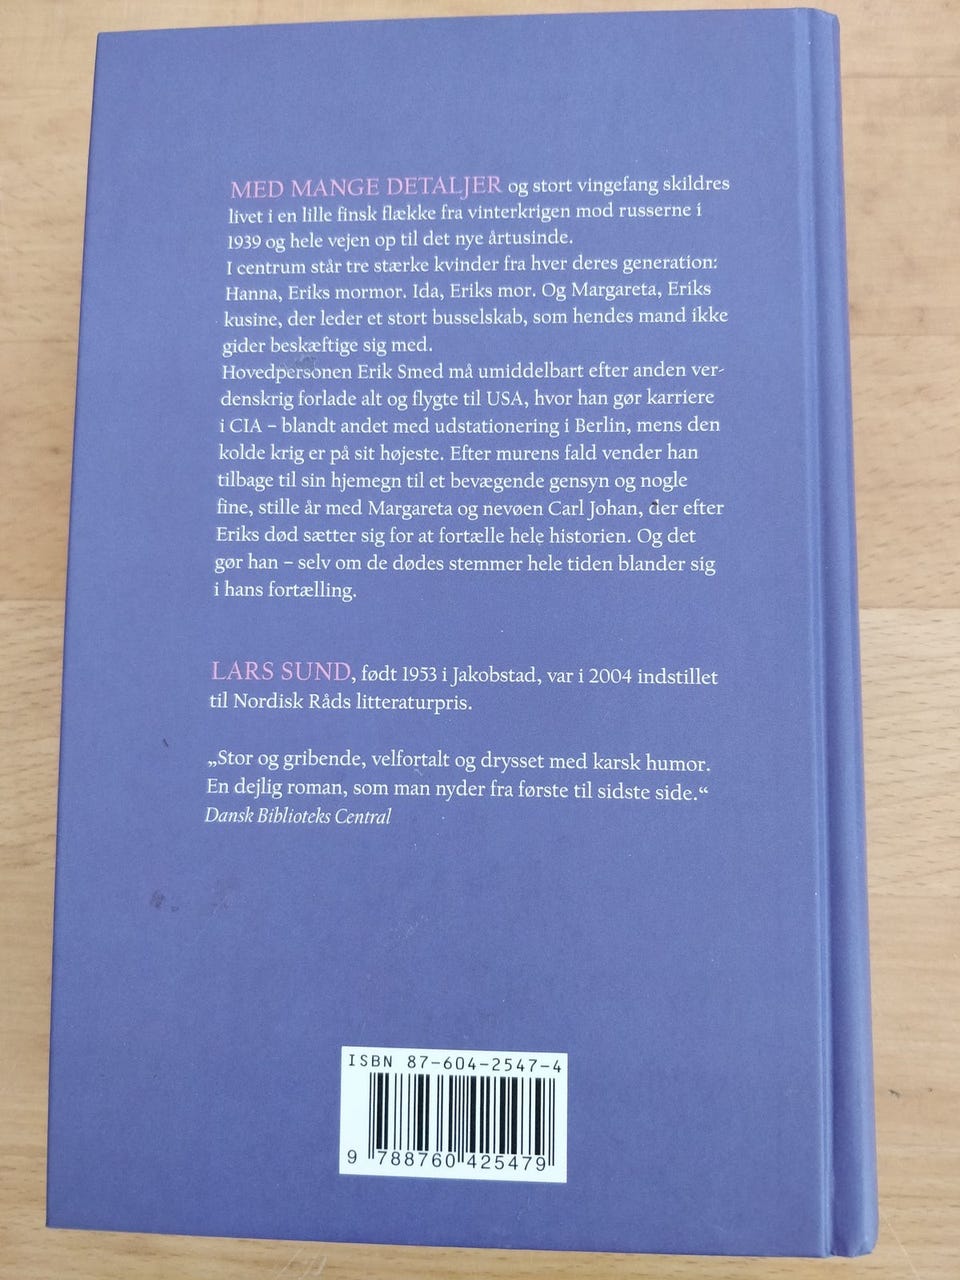 MED MANGE DETALJER og stort vingefang skildres
livet i en lille finsk flække fra vinterkrigen mod russerne i
1939 og hele vejen op til det nye årtusinde.
I centrum står tre stærke kvinder fra hver deres generation:
Hanna, Eriks mormor. Ida, Eriks mor. Og Margareta, Eriks
kusine, der leder et stort busselskab, som hendes mand ikke
gider beskæftige sig med.
Hovedpersonen Erik Smed må umiddelbart efter anden ver-
denskrig forlade alt og flygte til USA, hvor han gør karriere
i CIA – blandt andet med udstationering i Berlin, mens den
kolde krig er på sit højeste. Efter murens fald vender han
tilbage til sin hjemegn til et bevægende gensyn og nogle
fine, stille år med Margareta og nevøen Carl Johan, der efter
Eriks død sætter sig for at fortælle hele historien. Og det
gør han – selv om de dødes stemmer hele tiden blander sig
i hans fortælling.
LARS SUND, født 1953 i Jakobstad, var i 2004 indstillet
til Nordisk Råds litteraturpris.
„Stor og gribende, velfortalt og drysset med karsk humor.
En dejlig roman, som man nyder fra første til sidste side.“
Dansk Biblioteks Central
ISBN 87-604-2547-4
9 788760 425479